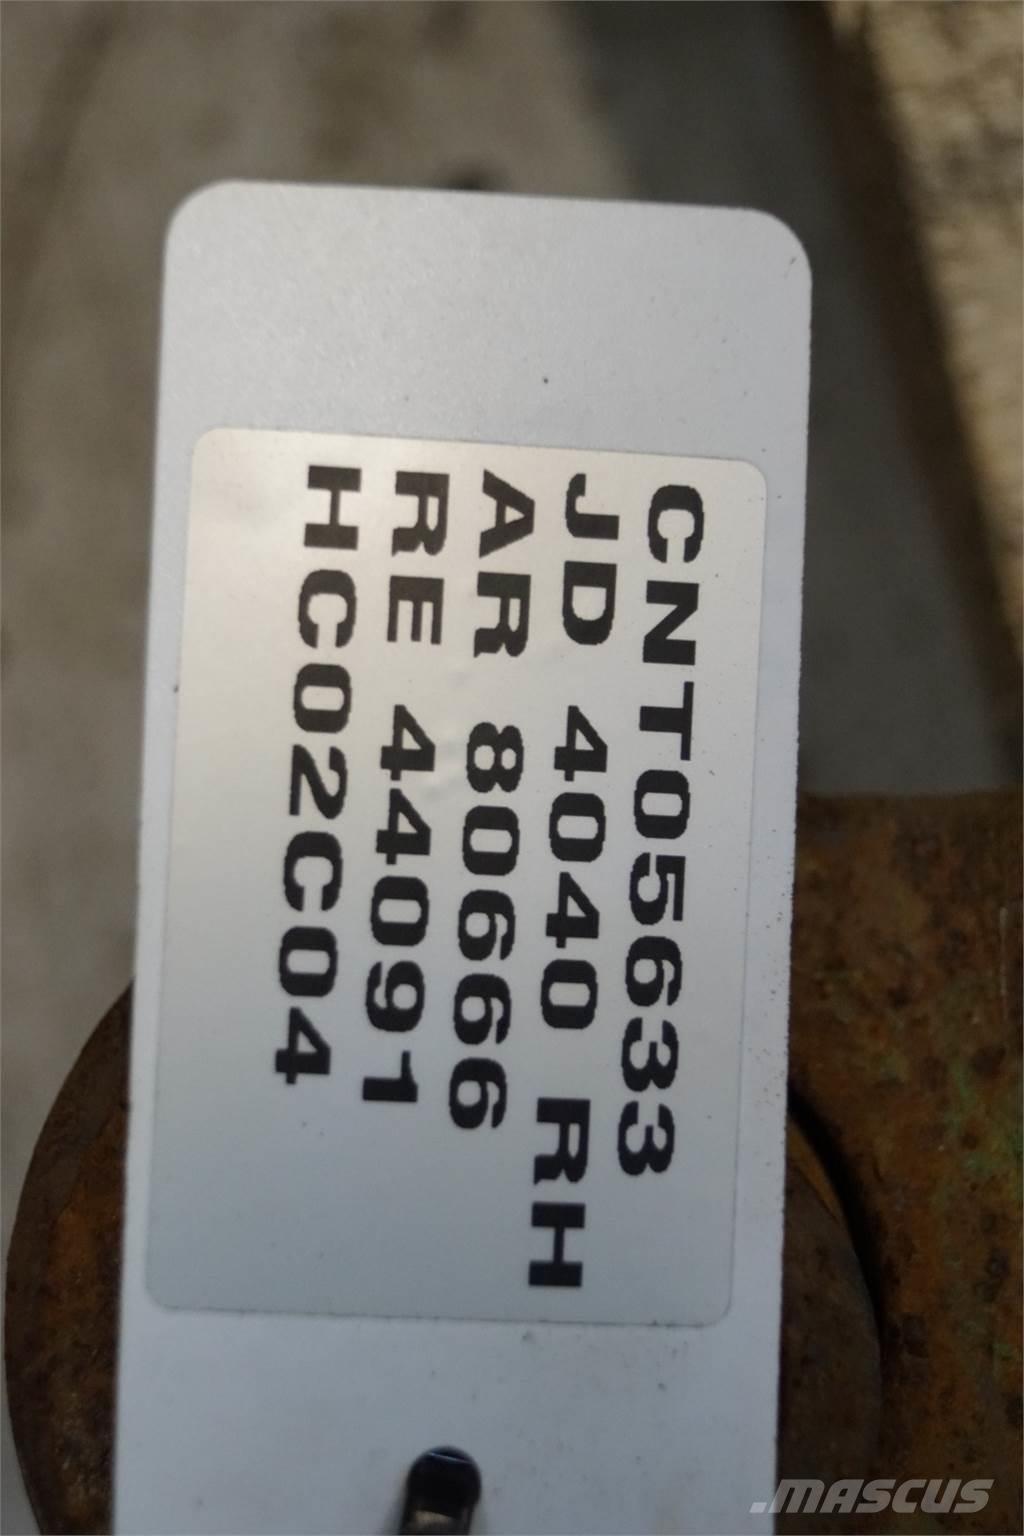 CNT05633
JD 4040 RH
AR 80666
RE 44091
HC02C04
.MASCUS